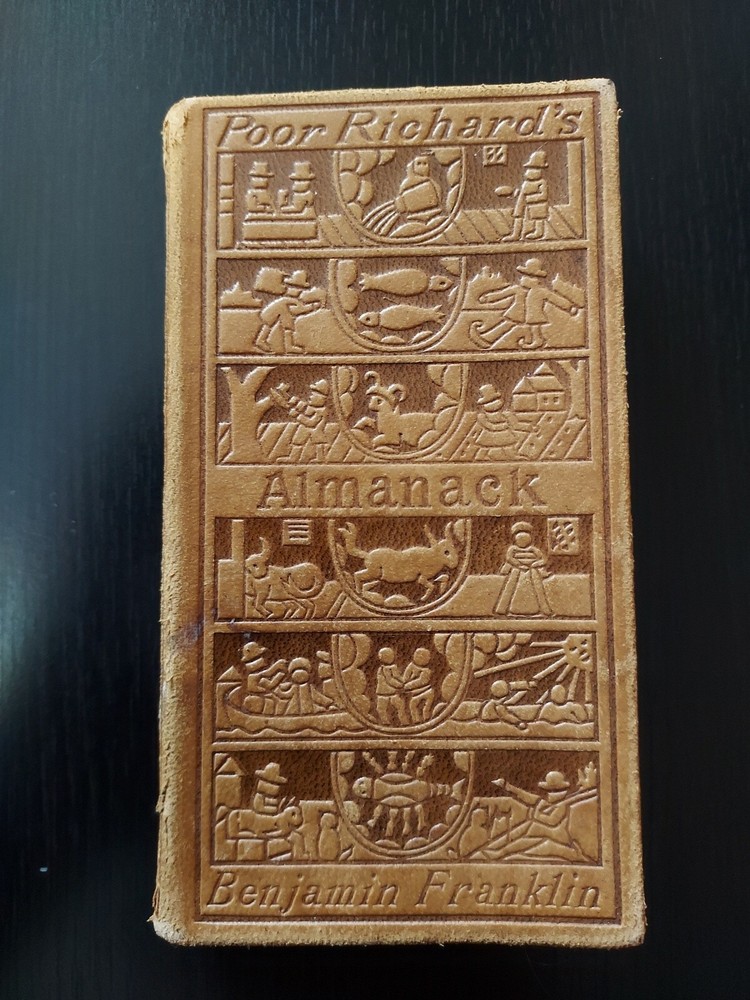 Poor Richard's
Almanack
Benjamin Franklin